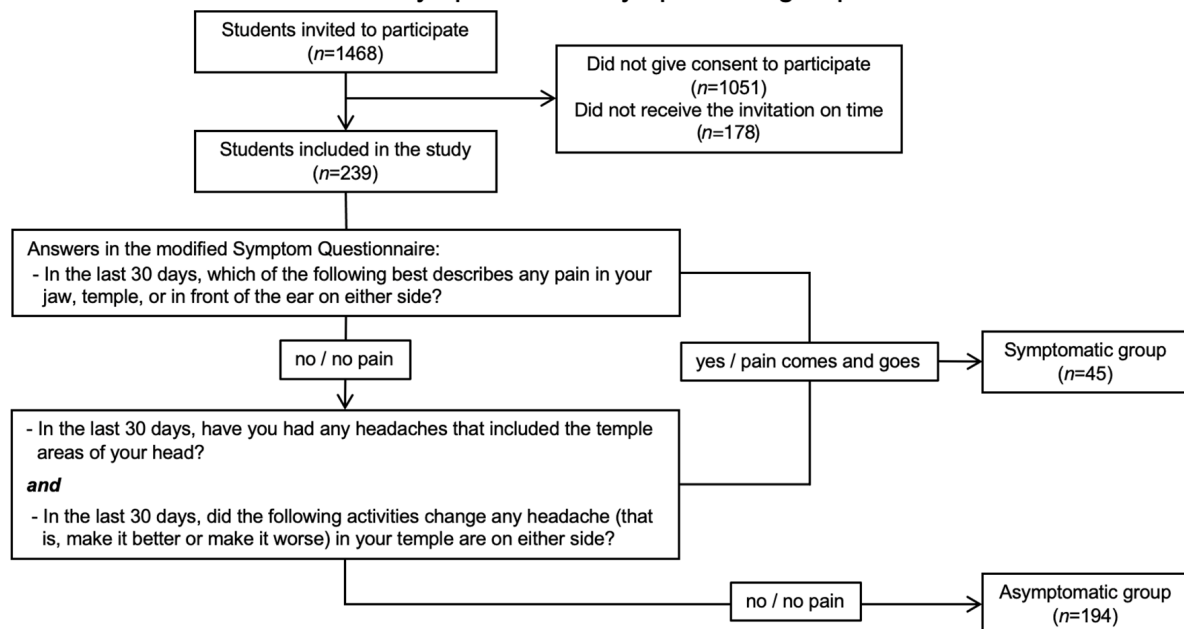 Students invited to participate
(n=1468)
Did not give consent to participate
(n=1051)
Did not receive the invitation on time
(n=178)
Students included in the study
(n=239)
Answers in the modified Symptom Questionnaire:
- In the last 30 days, which of the following best describes any pain in your
jaw, temple, or in front of the ear on either side?
no / no pain
yes / pain comes and goes
Symptomatic group
(n=45)
- In the last 30 days, have you had any headaches that included the temple
areas of your head?
and
- In the last 30 days, did the following activities change any headache (that
is, make it better or make it worse) in your temple are on either side?
no / no pain
Asymptomatic group
(n=194)